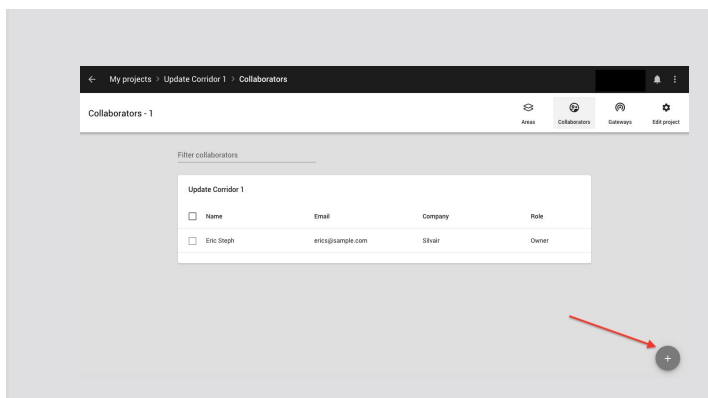 My projects > Update Corridor 1 > Collaborators
Collaborators - 1
Areas
Collaborators
Gateways
Edit project
Filter collaborators
Update Corridor 1
Name Email Company Role
Eric Steph erics@sample.com Silvair Owner